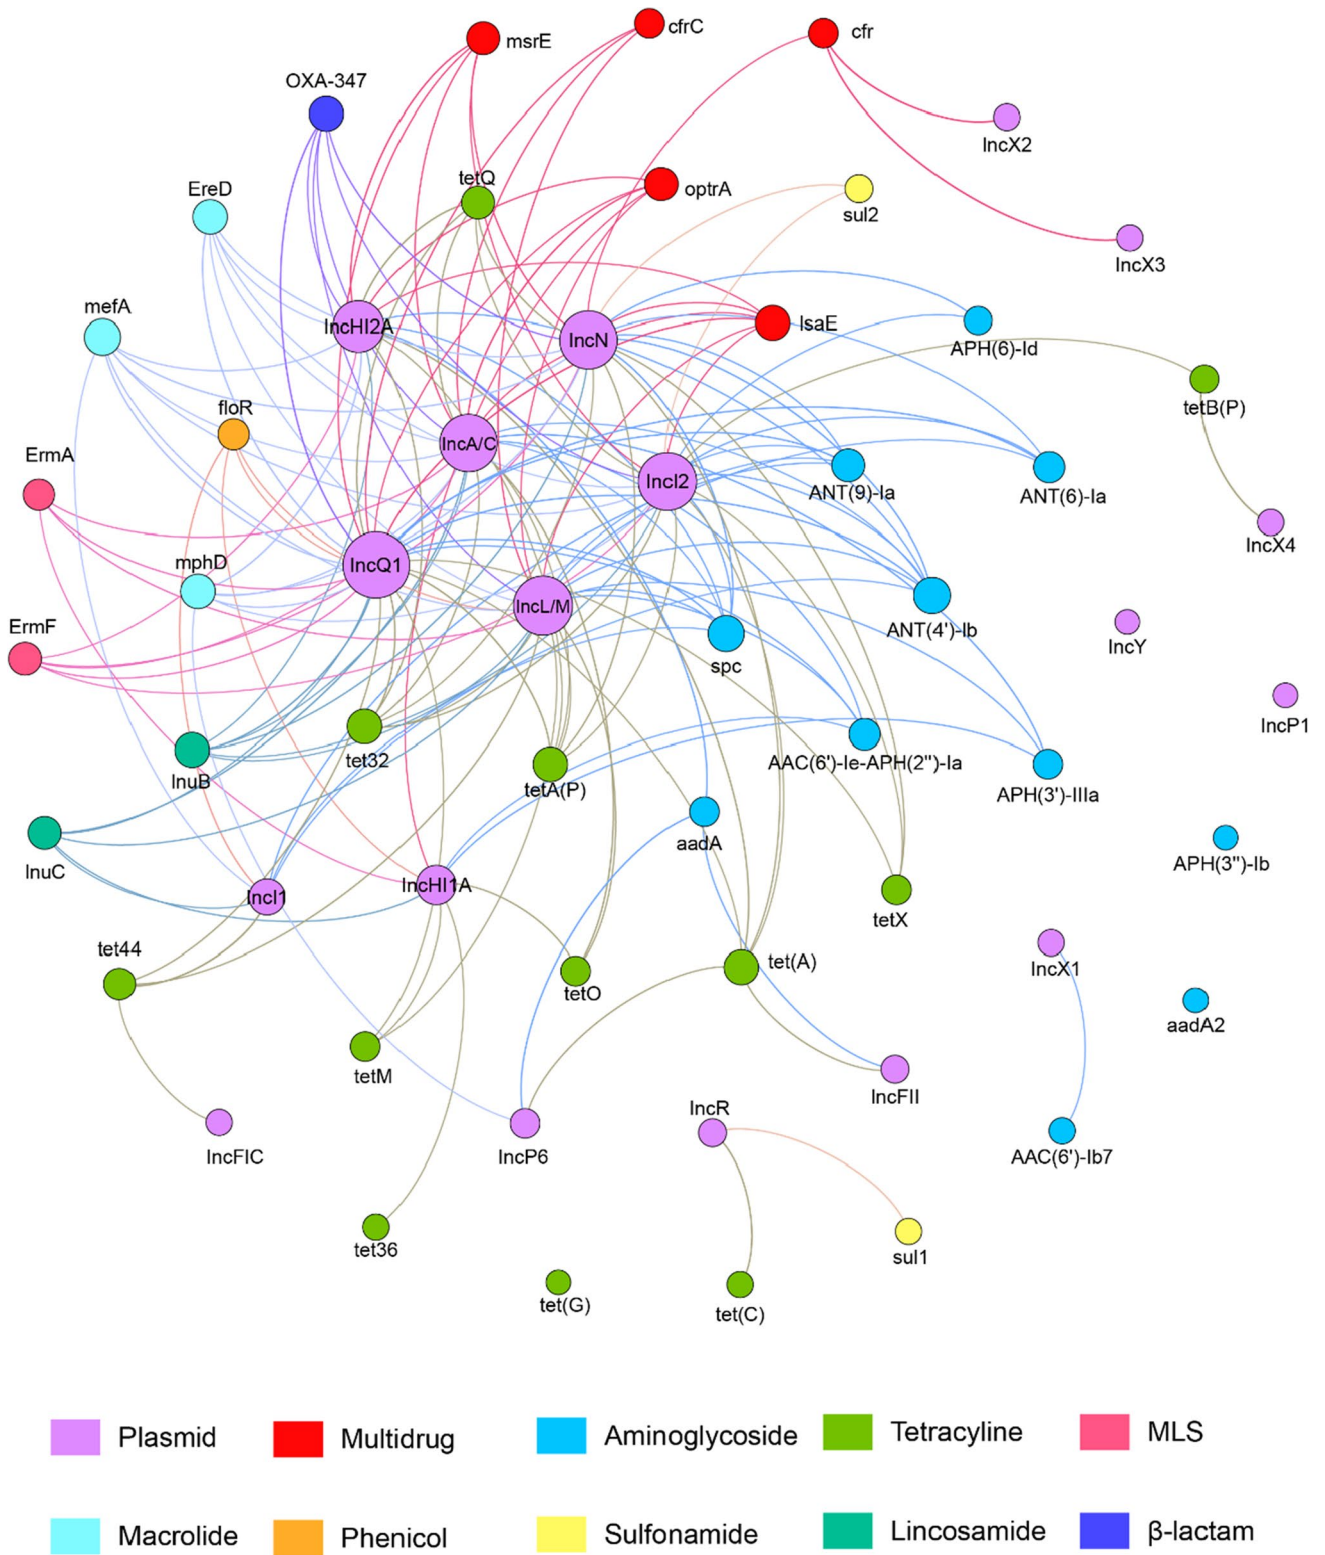 msrE
cfrC
cfr
OXA-347
IncX2
EreD
tetQ
optrA
sul2
IncX3
mefA
IncHI2A
IncN
lsaE
APH(6)-Id
tetB(P)
floR
IncA/C
ErmA
IncI2
ANT(9)-Ia
ANT(6)-Ia
IncX4
mphD
IncQ1
IncL/M
ErmF
ANT(4')-Ib
IncY
spc
IncP1
lnuB
tet32
tetA(P)
AAC(6')-Ie-APH(2'')-Ia
APH(3')-IIIa
aadA
lnuC
APH(3'')-Ib
IncI1
IncHI1A
tetX
tet44
tet(A)
IncX1
tetO
aadA2
tetM
IncFII
IncR
IncFIC
IncP6
AAC(6')-Ib7
tet36
sul1
tet(G)
tet(C)
Plasmid
Multidrug
Aminoglycoside
Tetracyline
MLS
Macrolide
Phenicol
Sulfonamide
Lincosamide
β-lactam